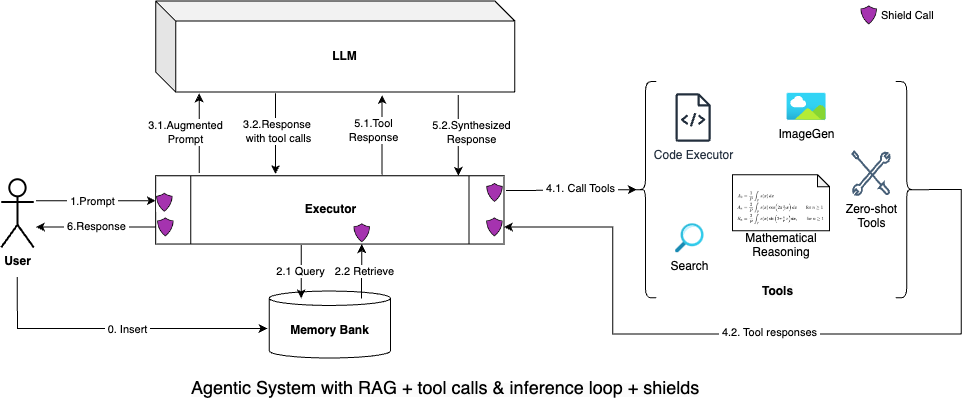 Shield Call
LLM
3.1.Augmented
Prompt
3.2.Response
with tool calls
5.1.Tool
Response
5.2.Synthesized
Response
Code Executor
ImageGen
1.Prompt
Executor
4.1. Call Tools
Zero-shot
Tools
6.Response
Mathematical
Reasoning
User
Search
2.1 Query
2.2 Retrieve
Tools
0. Insert
Memory Bank
4.2. Tool responses
Agentic System with RAG + tool calls & inference loop + shields